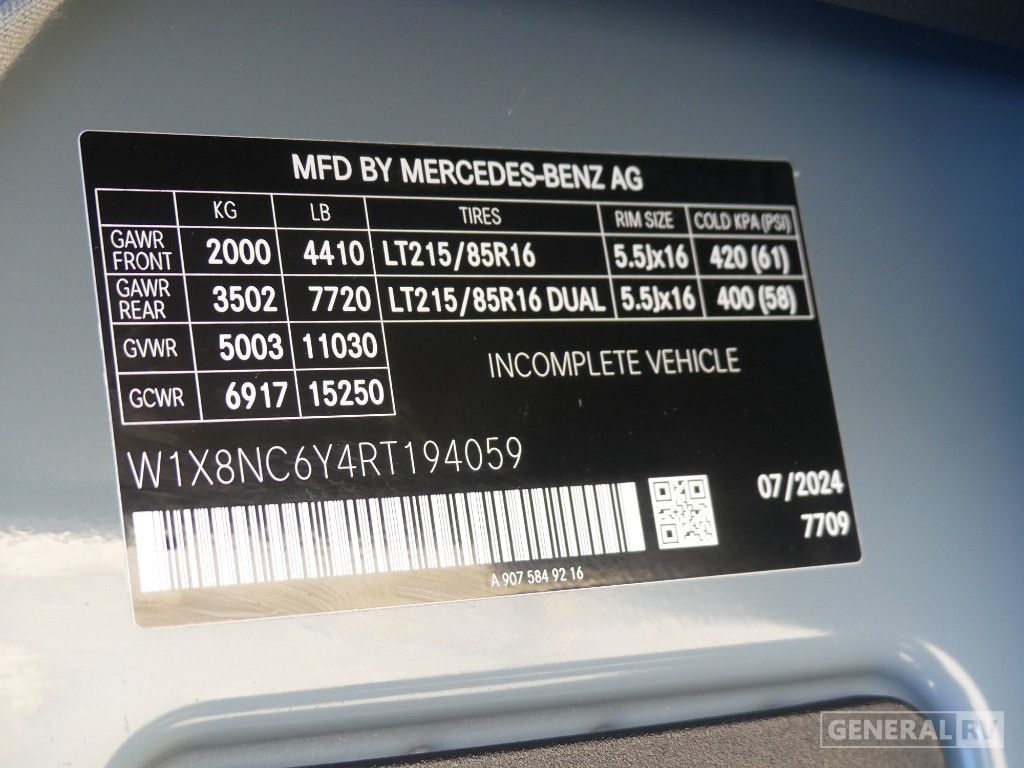 MFD BY MERCEDES-BENZ AG
KG LB TIRES RIM SIZE COLD KPA (PSI)
GAWR FRONT 2000 4410 LT215/85R16 5.5Jx16 420 (61)
GAWR REAR 3502 7720 LT215/85R16 DUAL 5.5Jx16 400 (58)
GVWR 5003 11030
INCOMPLETE VEHICLE
GCWR 6917 15250
W1X8NC6Y4RT194059
07/2024
7709
A 907 584 92 16
GENERAL RV